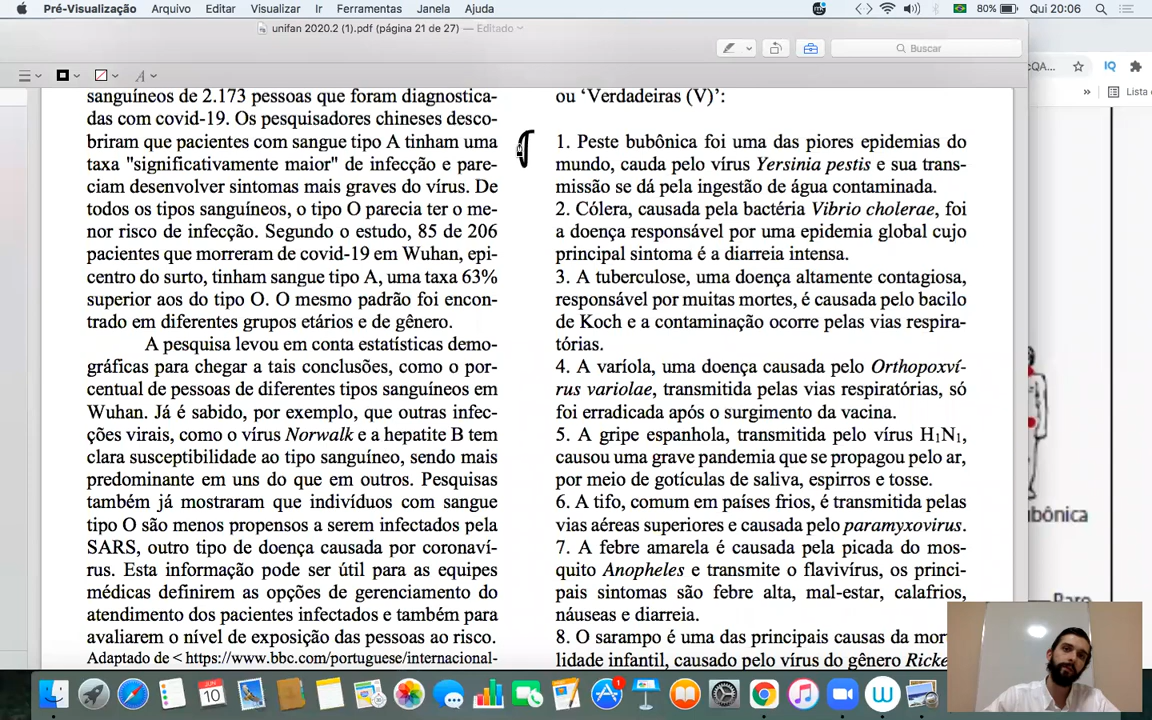 Pré-Visualização Arquivo Editar Visualizar Ir Ferramentas Janela Ajuda 80% Qui 20:06
unifan 2020.2 (1).pdf (página 21 de 27) — Editado
Buscar
QA...
IQ
Lista
sanguíneos de 2.173 pessoas que foram diagnostica-
das com covid-19. Os pesquisadores chineses desco-
briram que pacientes com sangue tipo A tinham uma
taxa "significativamente maior" de infecção e pare-
ciam desenvolver sintomas mais graves do vírus. De
todos os tipos sanguíneos, o tipo O parecia ter o me-
nor risco de infecção. Segundo o estudo, 85 de 206
pacientes que morreram de covid-19 em Wuhan, epi-
centro do surto, tinham sangue tipo A, uma taxa 63%
superior aos do tipo O. O mesmo padrão foi encon-
trado em diferentes grupos etários e de gênero.
A pesquisa levou em conta estatísticas demo-
gráficas para chegar a tais conclusões, como o por-
centual de pessoas de diferentes tipos sanguíneos em
Wuhan. Já é sabido, por exemplo, que outras infec-
ções virais, como o vírus Norwalk e a hepatite B tem
clara susceptibilidade ao tipo sanguíneo, sendo mais
predominante em uns do que em outros. Pesquisas
também já mostraram que indivíduos com sangue
tipo O são menos propensos a serem infectados pela
SARS, outro tipo de doença causada por coronaví-
rus. Esta informação pode ser útil para as equipes
médicas definirem as opções de gerenciamento do
atendimento dos pacientes infectados e também para
avaliarem o nível de exposição das pessoas ao risco.
Adaptado de < https://www.bbc.com/portuguese/internacional-
ou ‘Verdadeiras (V)’:
1. Peste bubônica foi uma das piores epidemias do
mundo, cauda pelo vírus Yersinia pestis e sua trans-
missão se dá pela ingestão de água contaminada.
2. Cólera, causada pela bactéria Vibrio cholerae, foi
a doença responsável por uma epidemia global cujo
principal sintoma é a diarreia intensa.
3. A tuberculose, uma doença altamente contagiosa,
responsável por muitas mortes, é causada pelo bacilo
de Koch e a contaminação ocorre pelas vias respira-
tórias.
4. A varíola, uma doença causada pelo Orthopoxví-
rus variolae, transmitida pelas vias respiratórias, só
foi erradicada após o surgimento da vacina.
5. A gripe espanhola, transmitida pelo vírus H1N1,
causou uma grave pandemia que se propagou pelo ar,
por meio de gotículas de saliva, espirros e tosse.
6. A tifo, comum em países frios, é transmitida pelas
vias aéreas superiores e causada pelo paramyxovirus.
7. A febre amarela é causada pela picada do mos-
quito Anopheles e transmite o flavivírus, os princi-
pais sintomas são febre alta, mal-estar, calafrios,
náuseas e diarreia.
8. O sarampo é uma das principais causas da mor
lidade infantil, causado pelo vírus do gênero Ricke
bônica
JUN
10
1